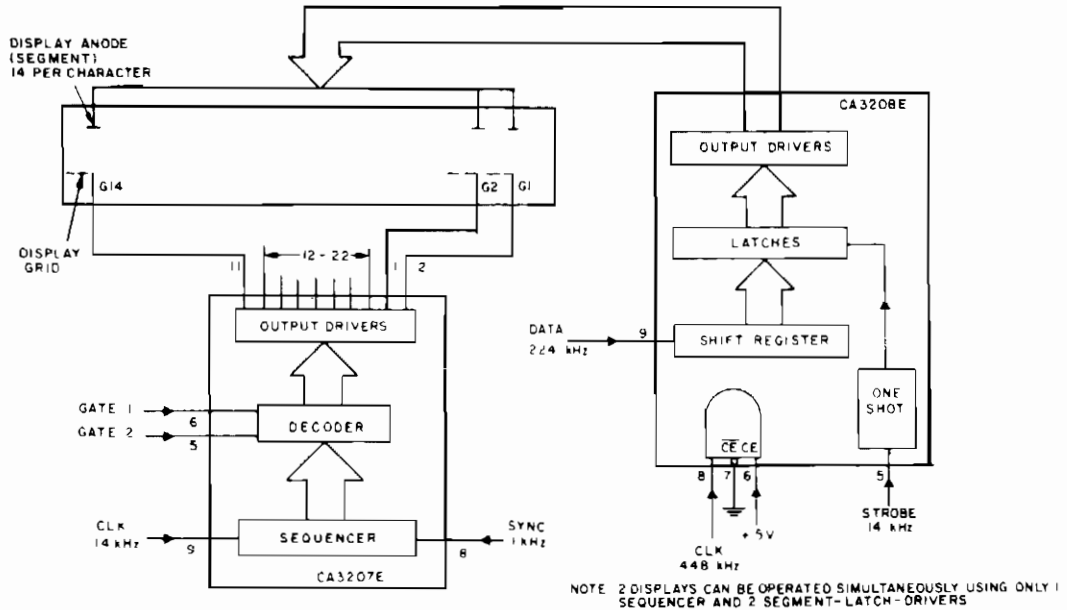 DISPLAY ANODE
(SEGMENT)
14 PER CHARACTER
G14
G2
G1
DISPLAY
GRID
11
12 - 22
1
2
OUTPUT DRIVERS
GATE 1
6
GATE 2
5
DECODER
CLK
14 kHz
9
SEQUENCER
SYNC
1 kHz
8
CA3207E
CA3208E
OUTPUT DRIVERS
LATCHES
DATA
224 kHz
9
SHIFT REGISTER
ONE
SHOT
CE CE
8
7
6
5
CLK
448 kHz
+ 5V
STROBE
14 kHz
NOTE 2 DISPLAYS CAN BE OPERATED SIMULTANEOUSLY USING ONLY 1
SEQUENCER AND 2 SEGMENT-LATCH-DRIVERS